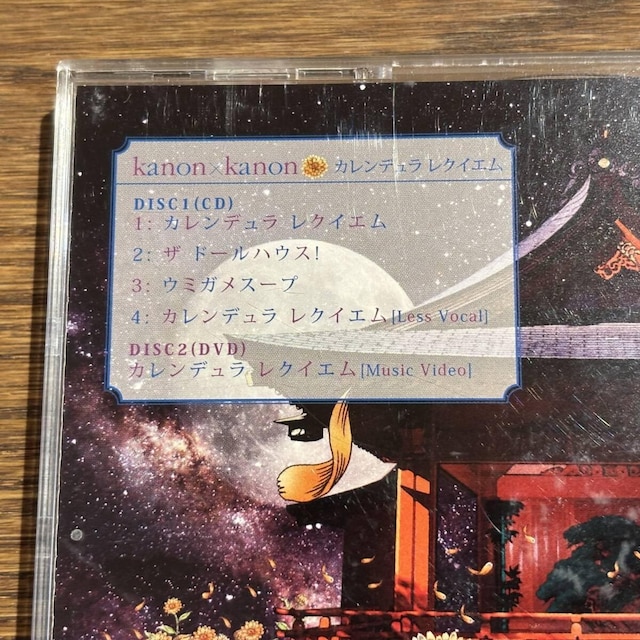 kanon×kanon カレンデュラ レクイエム
DISC1(CD)
1: カレンデュラ レクイエム
2: ザ ドールハウス!
3: ウミガメスープ
4: カレンデュラ レクイエム[Less Vocal]
DISC2(DVD)
カレンデュラ レクイエム[Music Video]